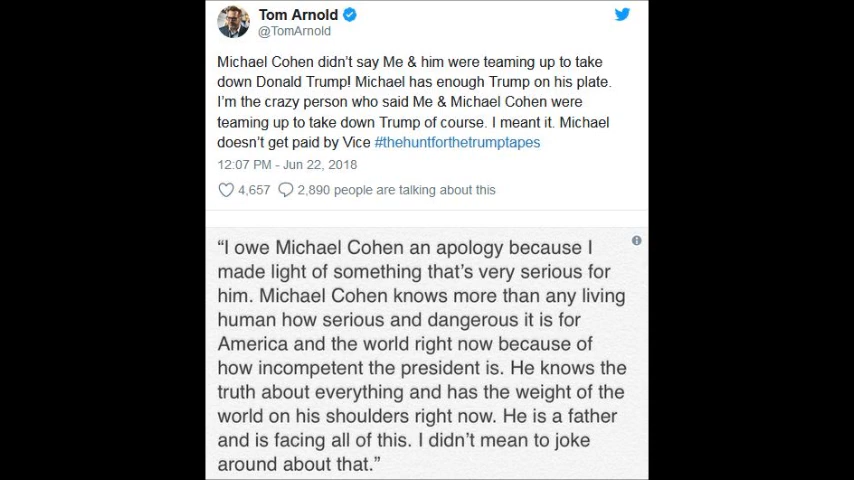 Tom Arnold
@TomArnold
Michael Cohen didn't say Me & him were teaming up to take
down Donald Trump! Michael has enough Trump on his plate.
I'm the crazy person who said Me & Michael Cohen were
teaming up to take down Trump of course. I meant it. Michael
doesn't get paid by Vice #thehuntforthetrumptapes
12:07 PM - Jun 22, 2018
4,657 2,890 people are talking about this
“I owe Michael Cohen an apology because I
made light of something that’s very serious for
him. Michael Cohen knows more than any living
human how serious and dangerous it is for
America and the world right now because of
how incompetent the president is. He knows the
truth about everything and has the weight of the
world on his shoulders right now. He is a father
and is facing all of this. I didn’t mean to joke
around about that.”